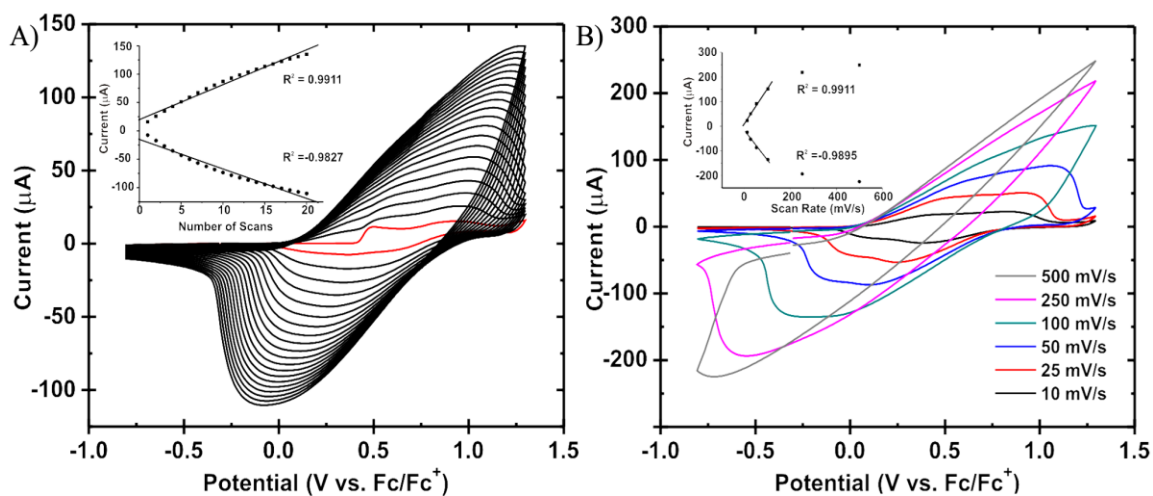 A)
150
100
50
0
-50
-100
Current (µA)
-1.0 -0.5 0.0 0.5 1.0 1.5
Potential (V vs. Fc/Fc⁺)
150
100
50
0
-50
-100
Current (µA)
0 5 10 15 20
Number of Scans
R² = 0.9911
R² =-0.9827
B)
300
200
100
0
-100
-200
-300
Current (µA)
-1.0 -0.5 0.0 0.5 1.0 1.5
Potential (V vs. Fc/Fc⁺)
300
200
100
0
-100
-200
Current (µA)
0 200 400 600
Scan Rate (mV/s)
R² = 0.9911
R² =-0.9895
500 mV/s
250 mV/s
100 mV/s
50 mV/s
25 mV/s
10 mV/s